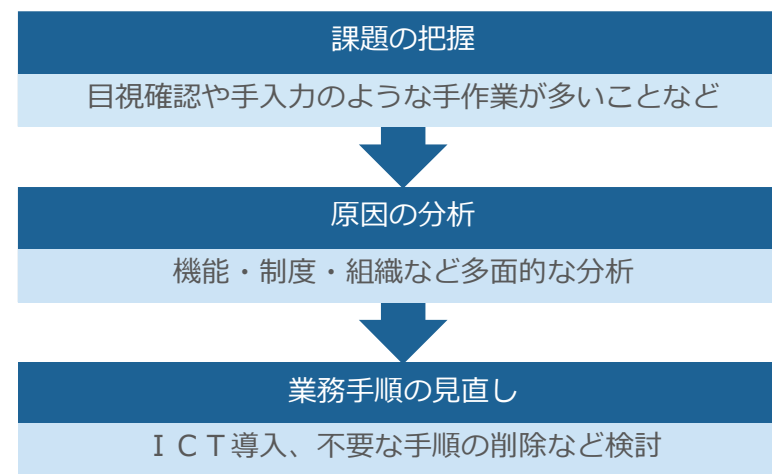 課題の把握
目視確認や手入力のような手作業が多いことなど
原因の分析
機能・制度・組織など多面的な分析
業務手順の見直し
ＩＣＴ導入、不要な手順の削除など検討